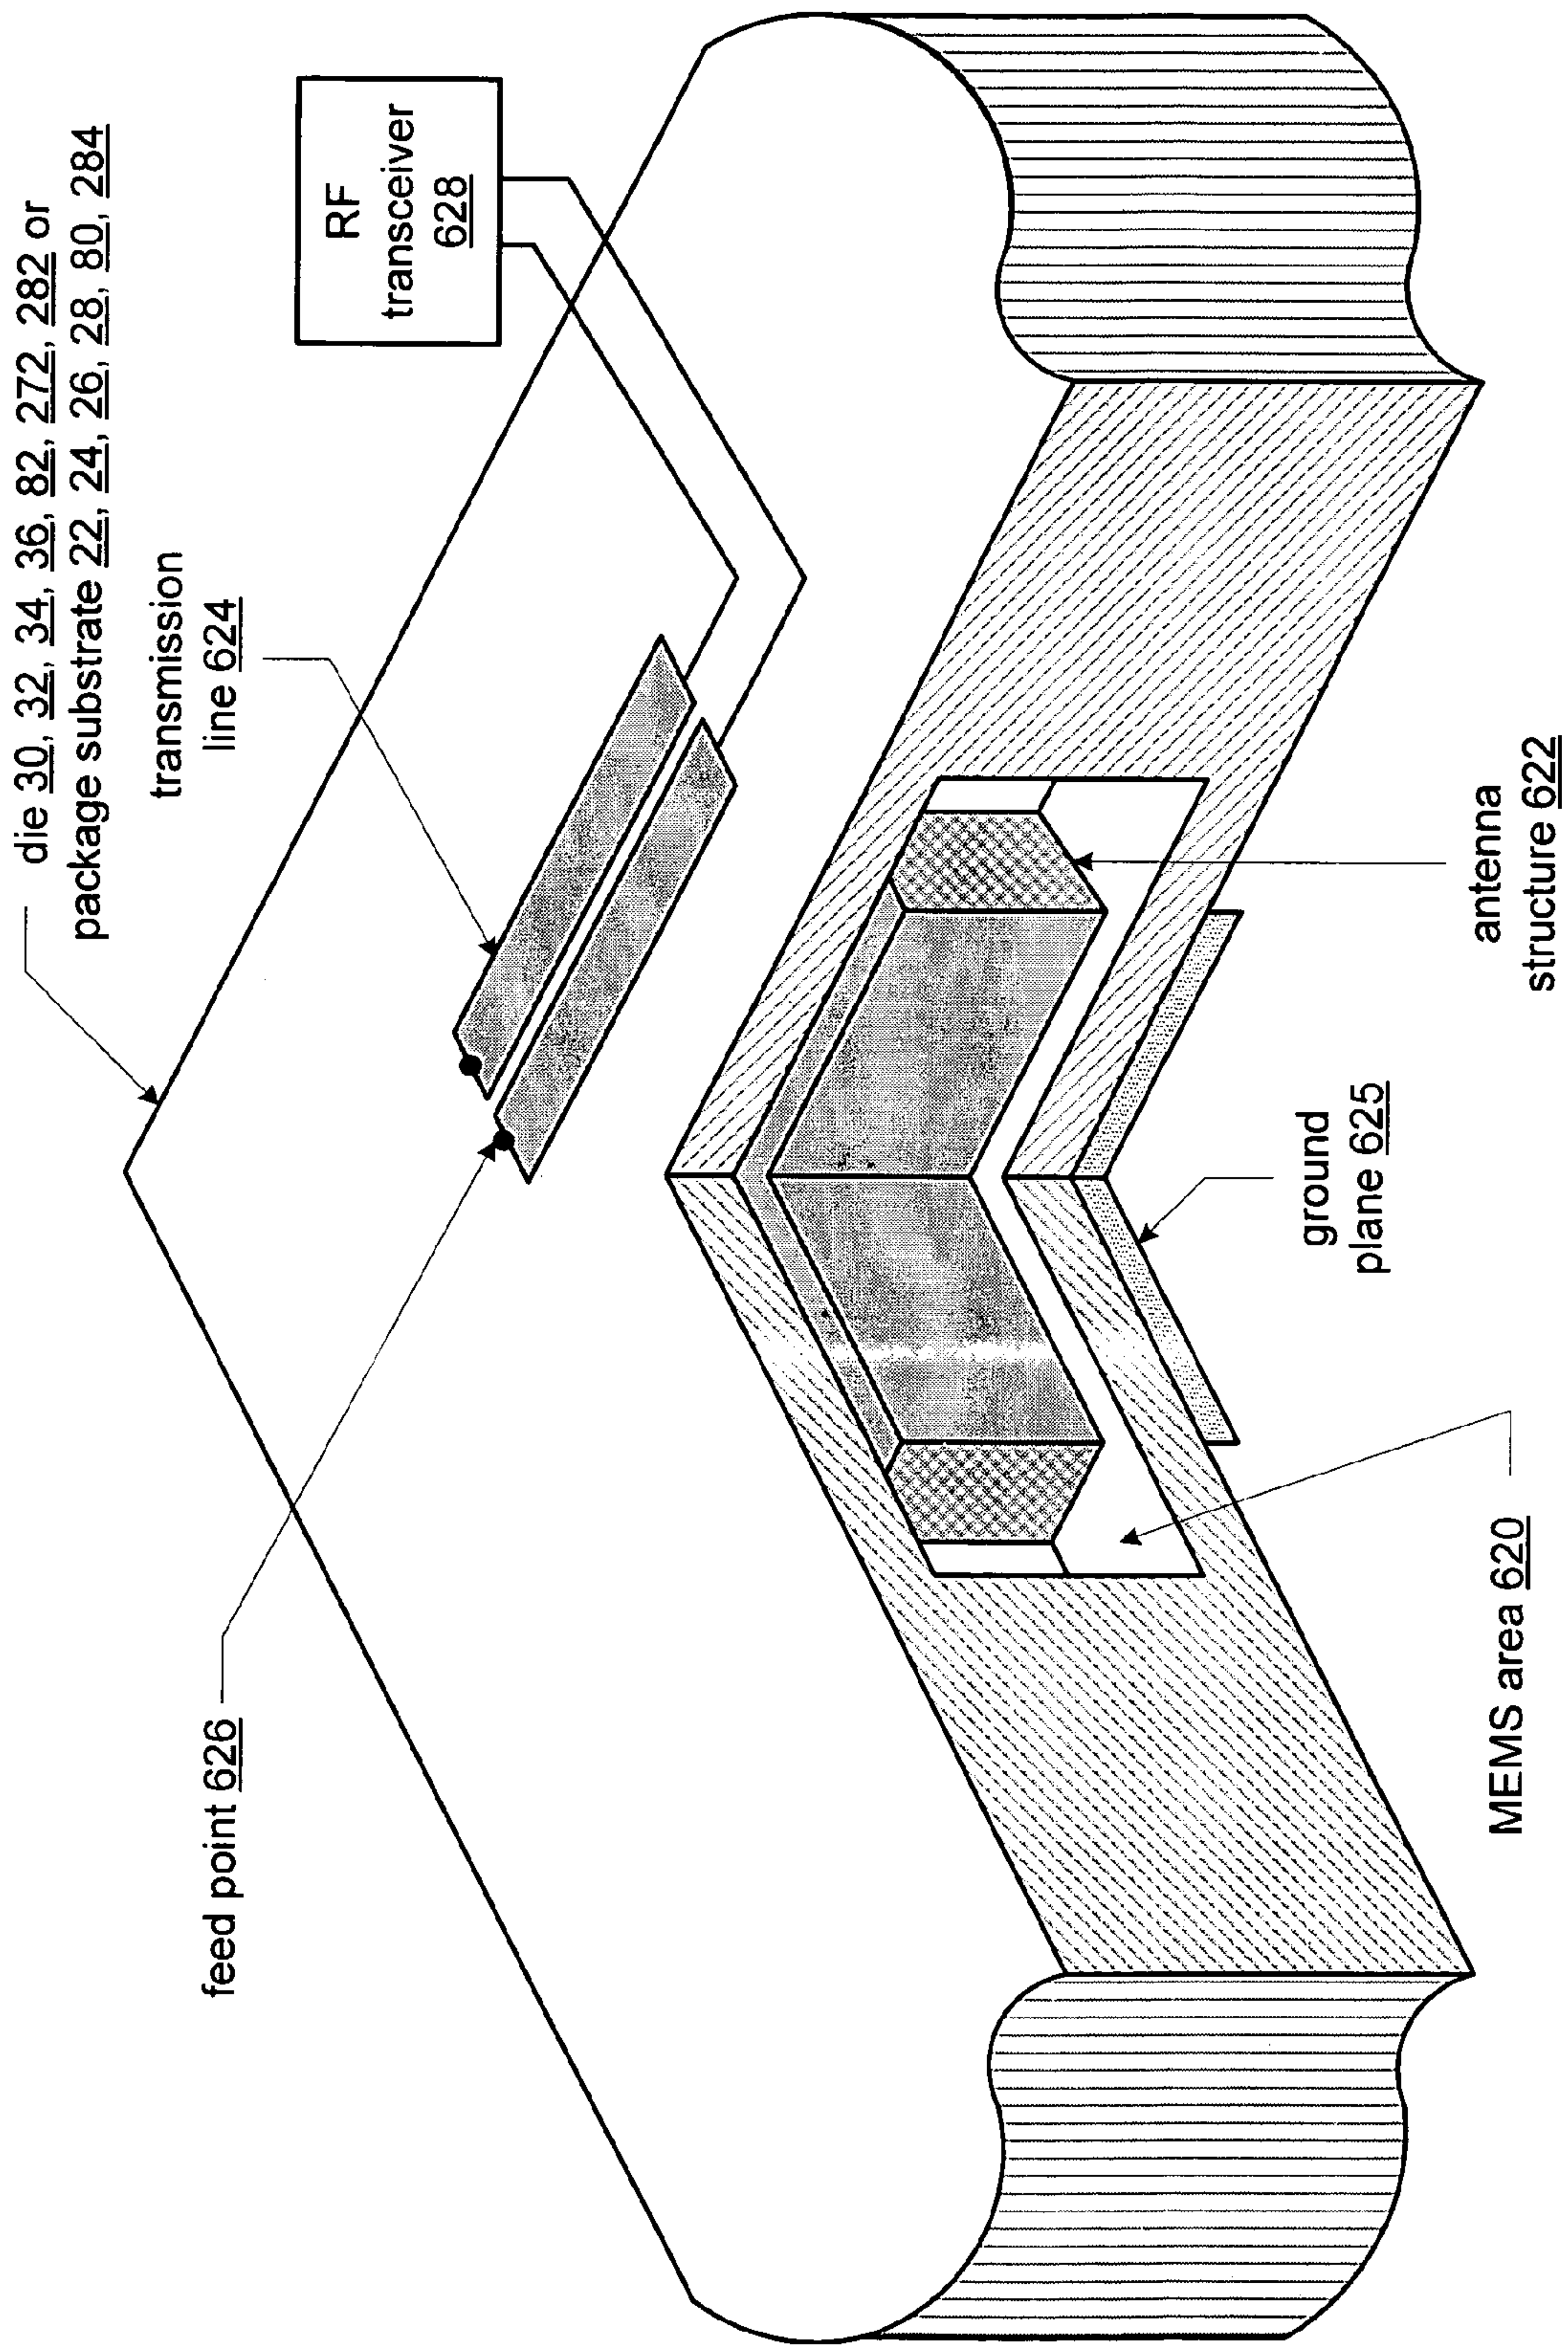 die 30, 32, 34, 36, 82, 272, 282 or
package substrate 22, 24, 26, 28, 80, 284
transmission
line 624
RF
transceiver
628
feed point 626
ground
plane 625
antenna
structure 622
MEMS area 620